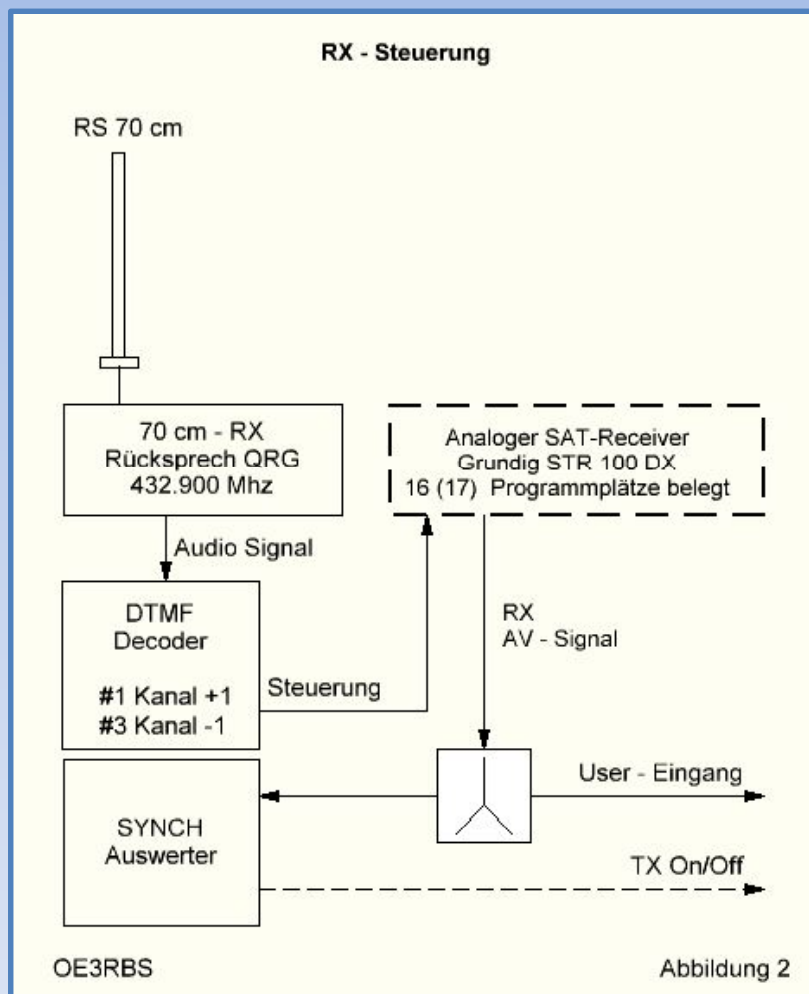 RX - Steuerung
RS 70 cm
70 cm - RX
Rücksprech QRG
432.900 Mhz
Analoger SAT-Receiver
Grundig STR 100 DX
16 (17) Programmplätze belegt
Audio Signal
DTMF
Decoder
#1 Kanal +1
#3 Kanal -1
Steuerung
RX
AV - Signal
User - Eingang
SYNCH
Auswerter
TX On/Off
OE3RBS
Abbildung 2